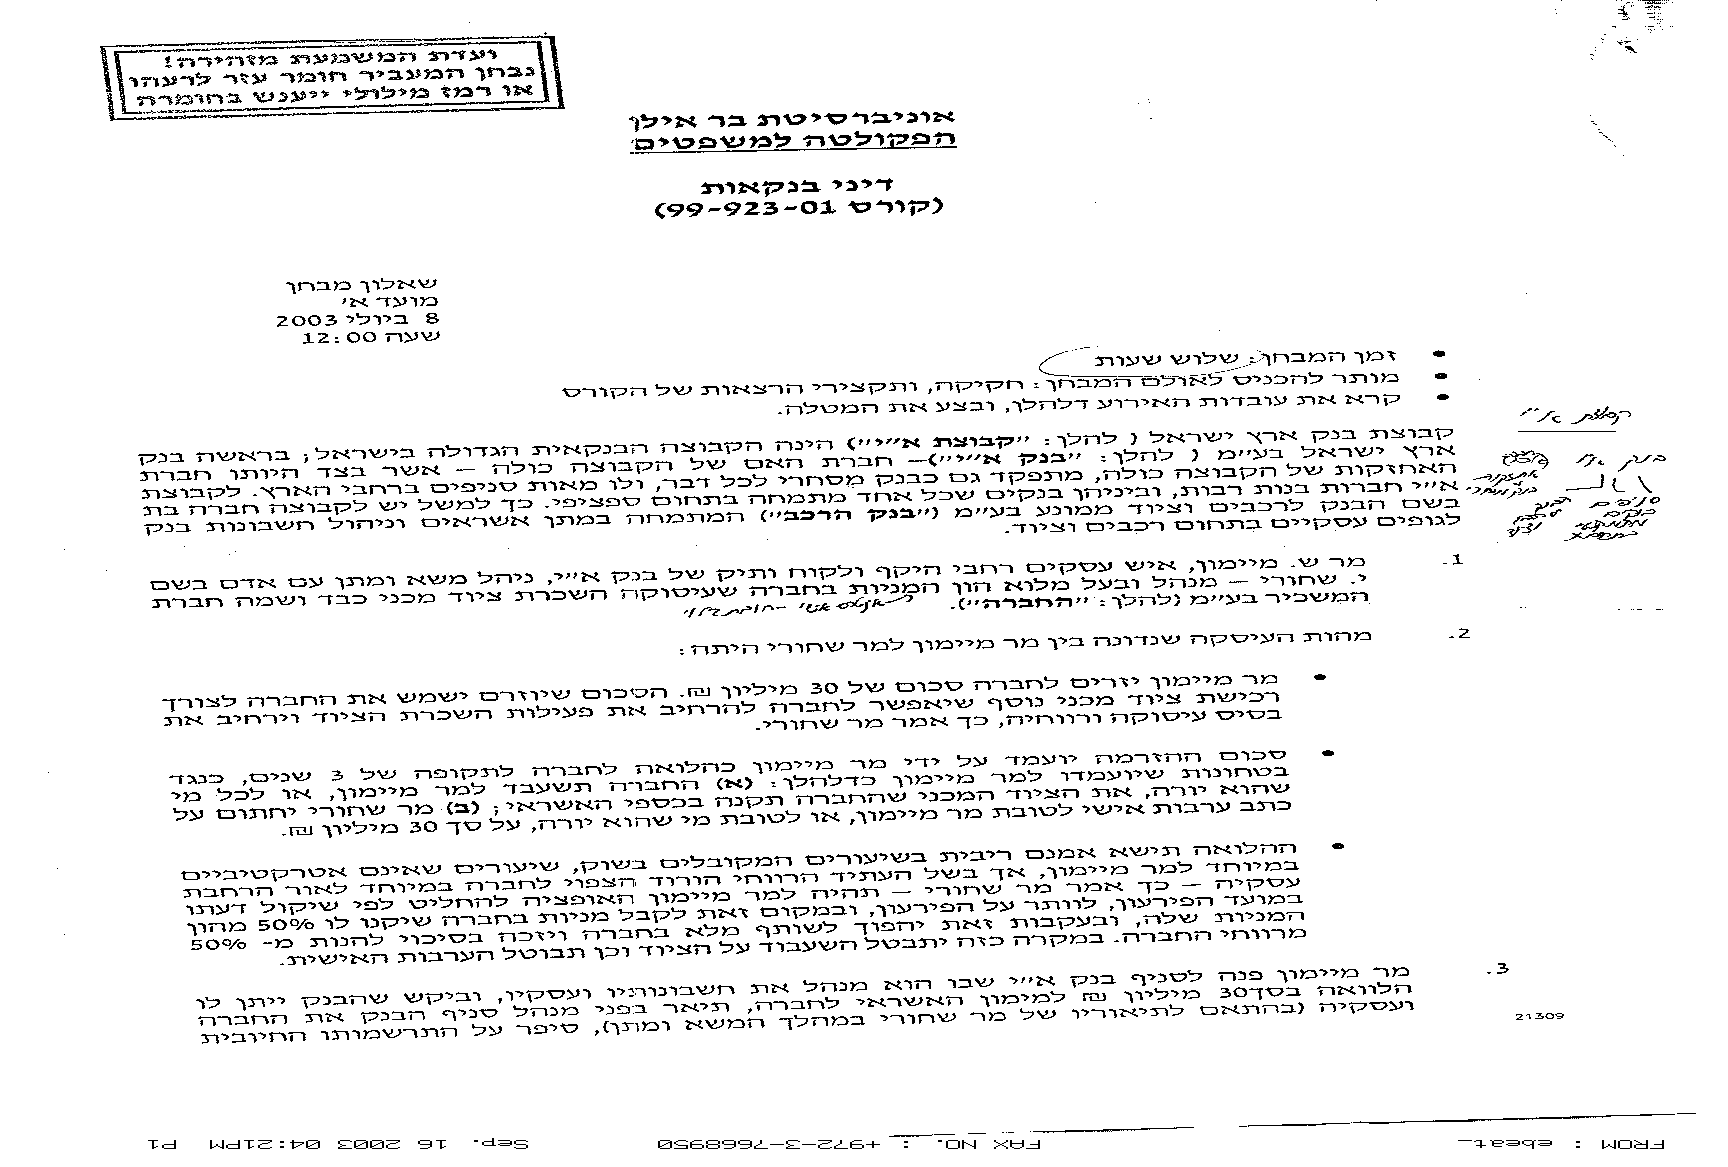 ועדת המשמעת מזהירה!
נבחן המעביר חומר עזר לרעהו
או רמז מילולי ייענש בחומרה
אוניברסיטת בר אילן
הפקולטה למשפטים
דיני בנקאות
(קורס 99-923-01)
שאלון מבחן
מועד א'
8 ביולי 2003
שעה 12:00
• זמן המבחן: שלוש שעות
• מותר להכניס לאולם המבחן: חקיקה, ותקצירי הרצאות של הקורס
• קרא את עובדות האירוע דלהלן, ובצע את המטלה.
קבוצת א"י
קבוצת בנק ארץ ישראל ( להלן: "קבוצת א"י") הינה הקבוצה הבנקאית הגדולה בישראל; בראשה בנק
ארץ ישראל בע"מ ( להלן: "בנק א"י")– חברת האם של הקבוצה כולה – אשר בצד היותו חברת
האחזקות של הקבוצה כולה, מתפקד גם כבנק מסחרי לכל דבר, ולו מאות סניפים ברחבי הארץ. לקבוצת
א"י חברות בנות רבות, וביניהן בנקים שכל אחד מתמחה בתחום ספציפי. כך למשל יש לקבוצה חברה בת
בשם הבנק לרכבים וציוד ממונע בע"מ ("בנק הרכב") המתמחה במתן אשראים וניהול חשבונות בנק
לגופים עסקיים בתחום רכבים וציוד.
בנק א"י
1. מר ש. מיימון, איש עסקים רחבי היקף ולקוח ותיק של בנק א"י, ניהל משא ומתן עם אדם בשם
י. שחורי – מנהל ובעל מלוא הון המניות בחברה שעיסוקה השכרת ציוד מכני כבד ושמה חברת
המשכיר בע"מ (להלן: "החברה").
2. מהות העיסקה שנדונה בין מר מיימון למר שחורי היתה:
• מר מיימון יזרים לחברה סכום של 30 מיליון ₪. הסכום שיוזרם ישמש את החברה לצורך
רכישת ציוד מכני נוסף שיאפשר לחברה להרחיב את פעילות השכרת הציוד וירחיב את
בסיס עיסוקה ורווחיה, כך אמר מר שחורי.
• סכום ההזרמה יועמד על ידי מר מיימון כהלואה לחברה לתקופה של 3 שנים, כנגד
בטחונות שיועמדו למר מיימון כדלהלן: (א) החברה תשעבד למר מיימון, או לכל מי
שהוא יורה, את הציוד המכני שהחברה תקנה בכספי האשראי; (ב) מר שחורי יחתום על
כתב ערבות אישי לטובת מר מיימון, או לטובת מי שהוא יורה, על סך 30 מיליון ₪.
• ההלואה תישא אמנם ריבית בשיעורים המקובלים בשוק, שיעורים שאינם אטרקטיביים
במיוחד למר מיימון, אך בשל העתיד הרווחי הורוד הצפוי לחברה במיוחד לאור הרחבת
עסקיה – כך אמר מר שחורי – תהיה למר מיימון האופציה להחליט לפי שיקול דעתו
במועד הפירעון, לוותר על הפירעון, ובמקום זאת לקבל מניות בחברה שיקנו לו 50% מהון
המניות שלה, ובעקבות זאת יהפוך לשותף מלא בחברה ויזכה בסיכוי להנות מ- 50%
מרווחי החברה. במקרה כזה יתבטל השעבוד על הציוד וכן תבוטל הערבות האישית.
3. מר מיימון פנה לסניף בנק א"י שבו הוא מנהל את חשבונותיו ועסקיו, וביקש שהבנק ייתן לו
הלוואה בסך30 מיליון ₪ למימון האשראי לחברה, תיאר בפני מנהל סניף הבנק את החברה
ועסקיה (בהתאם לתיאוריו של מר שחורי במהלך המשא ומתן), סיפר על התרשמותו החיובית
21309
FROM : ebeat
FAX NO. : +972-3-7668950
Sep. 16 2003 04:21PM P1